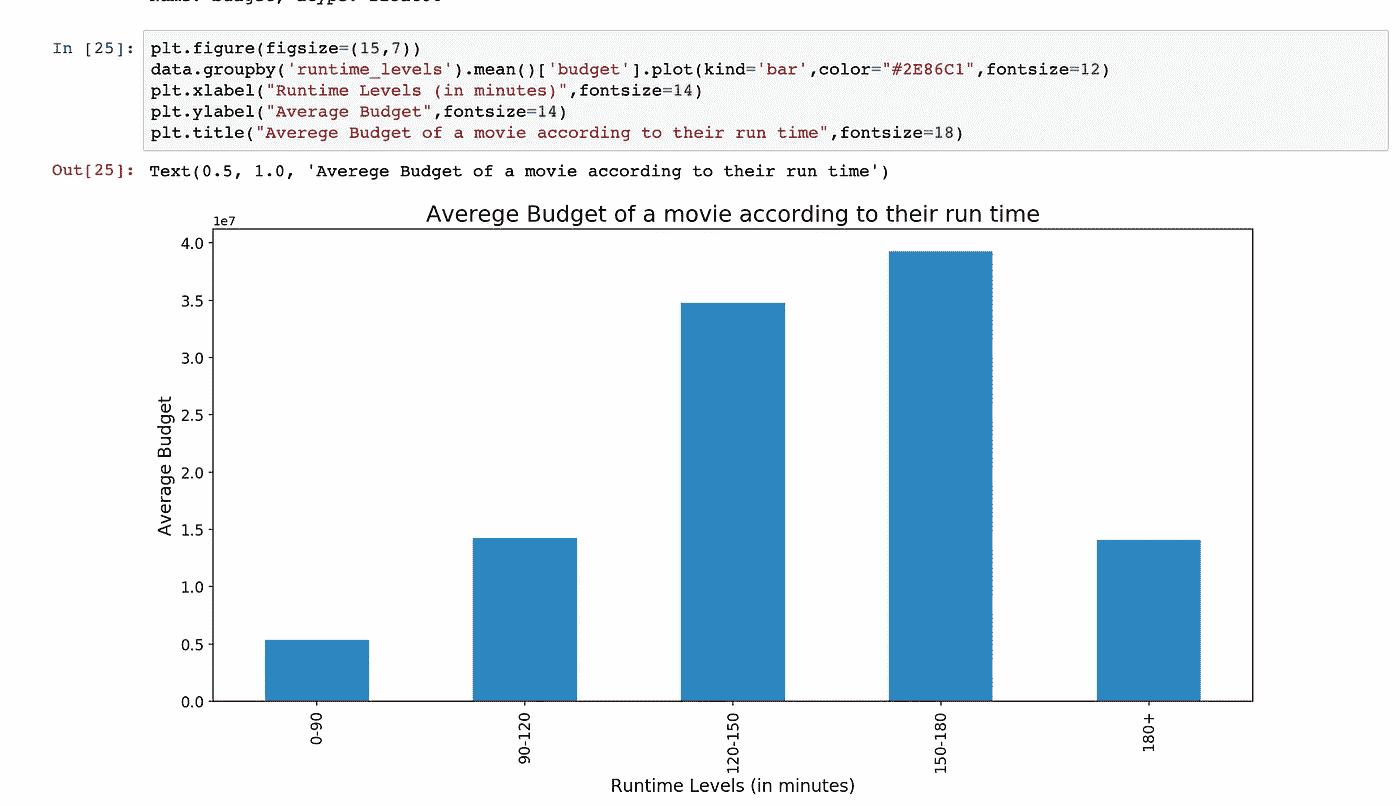 In [25]: plt.figure(figsize=(15,7))
data.groupby('runtime_levels').mean()['budget'].plot(kind='bar',color="#2E86C1",fontsize=12)
plt.xlabel("Runtime Levels (in minutes)",fontsize=14)
plt.ylabel("Average Budget",fontsize=14)
plt.title("Averege Budget of a movie according to their run time",fontsize=18)
Out[25]: Text(0.5, 1.0, 'Averege Budget of a movie according to their run time')
Averege Budget of a movie according to their run time
1e7
4.0
3.5
3.0
2.5
2.0
1.5
1.0
0.5
0.0
Average Budget
0-90
90-120
120-150
150-180
180+
Runtime Levels (in minutes)